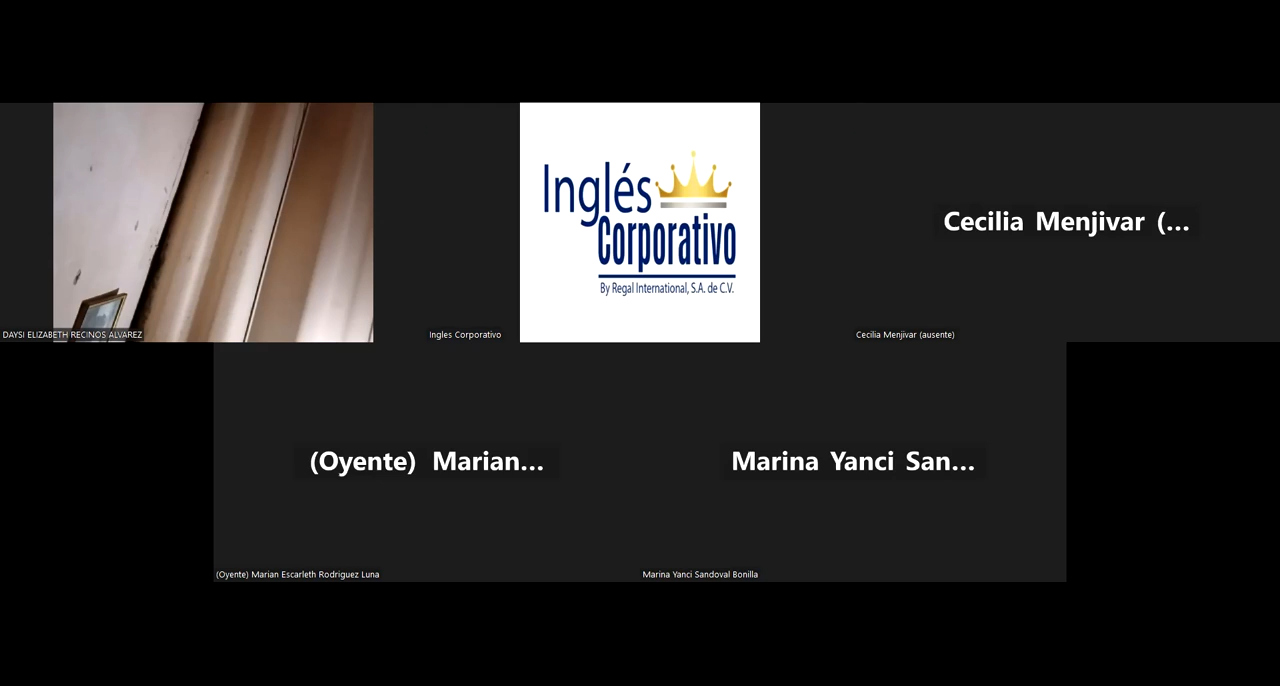 DAYSI ELIZABETH RECINOS ALVAREZ
Inglés
Corporativo
By Regal International, S.A. de C.V.
Ingles Corporativo
Cecilia Menjivar (...
Cecilia Menjivar (ausente)
(Oyente) Marian...
(Oyente) Marian Escarleth Rodriguez Luna
Marina Yanci San...
Marina Yanci Sandoval Bonilla